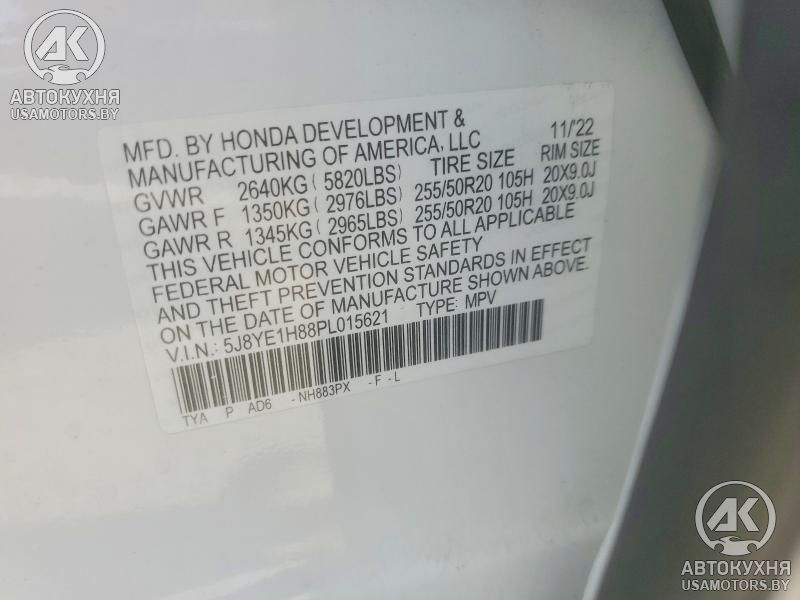 AK
АВТОКУХНЯ
USAMOTORS.BY
MFD. BY HONDA DEVELOPMENT &
MANUFACTURING OF AMERICA, LLC 11/'22
GVWR 2640KG ( 5820LBS) TIRE SIZE RIM SIZE
GAWR F 1350KG ( 2976LBS) 255/50R20 105H 20X9.0J
GAWR R 1345KG ( 2965LBS) 255/50R20 105H 20X9.0J
THIS VEHICLE CONFORMS TO ALL APPLICABLE
FEDERAL MOTOR VEHICLE SAFETY
AND THEFT PREVENTION STANDARDS IN EFFECT
ON THE DATE OF MANUFACTURE SHOWN ABOVE.
V.I.N.: 5J8YE1H88PL015621 TYPE: MPV
TYA P AD6 -NH883PX -F -L
AK
АВТОКУХНЯ
USAMOTORS.BY